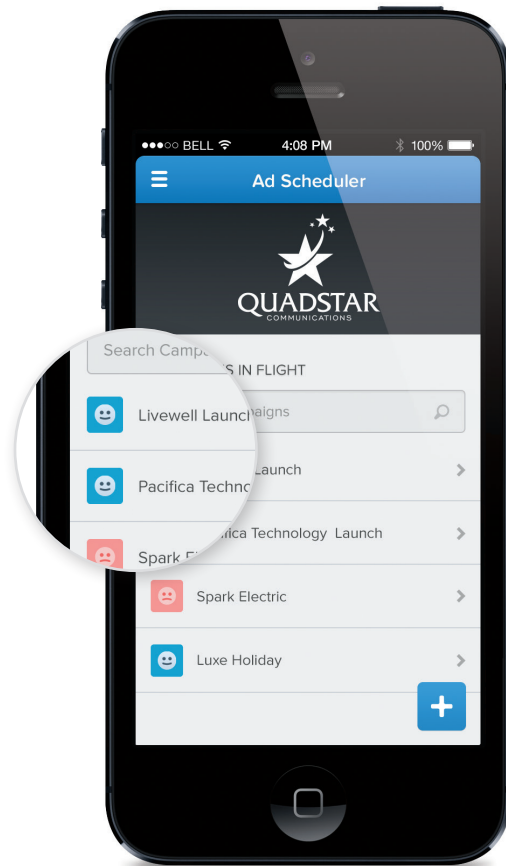 BELL 4:08 PM 100%
Ad Scheduler
QUADSTAR
COMMUNICATIONS
S IN FLIGHT
Search Camp
aigns
Livewell Launch
Launch
Pacifica Techno
fica Technology Launch
Spark E
Spark Electric
Luxe Holiday